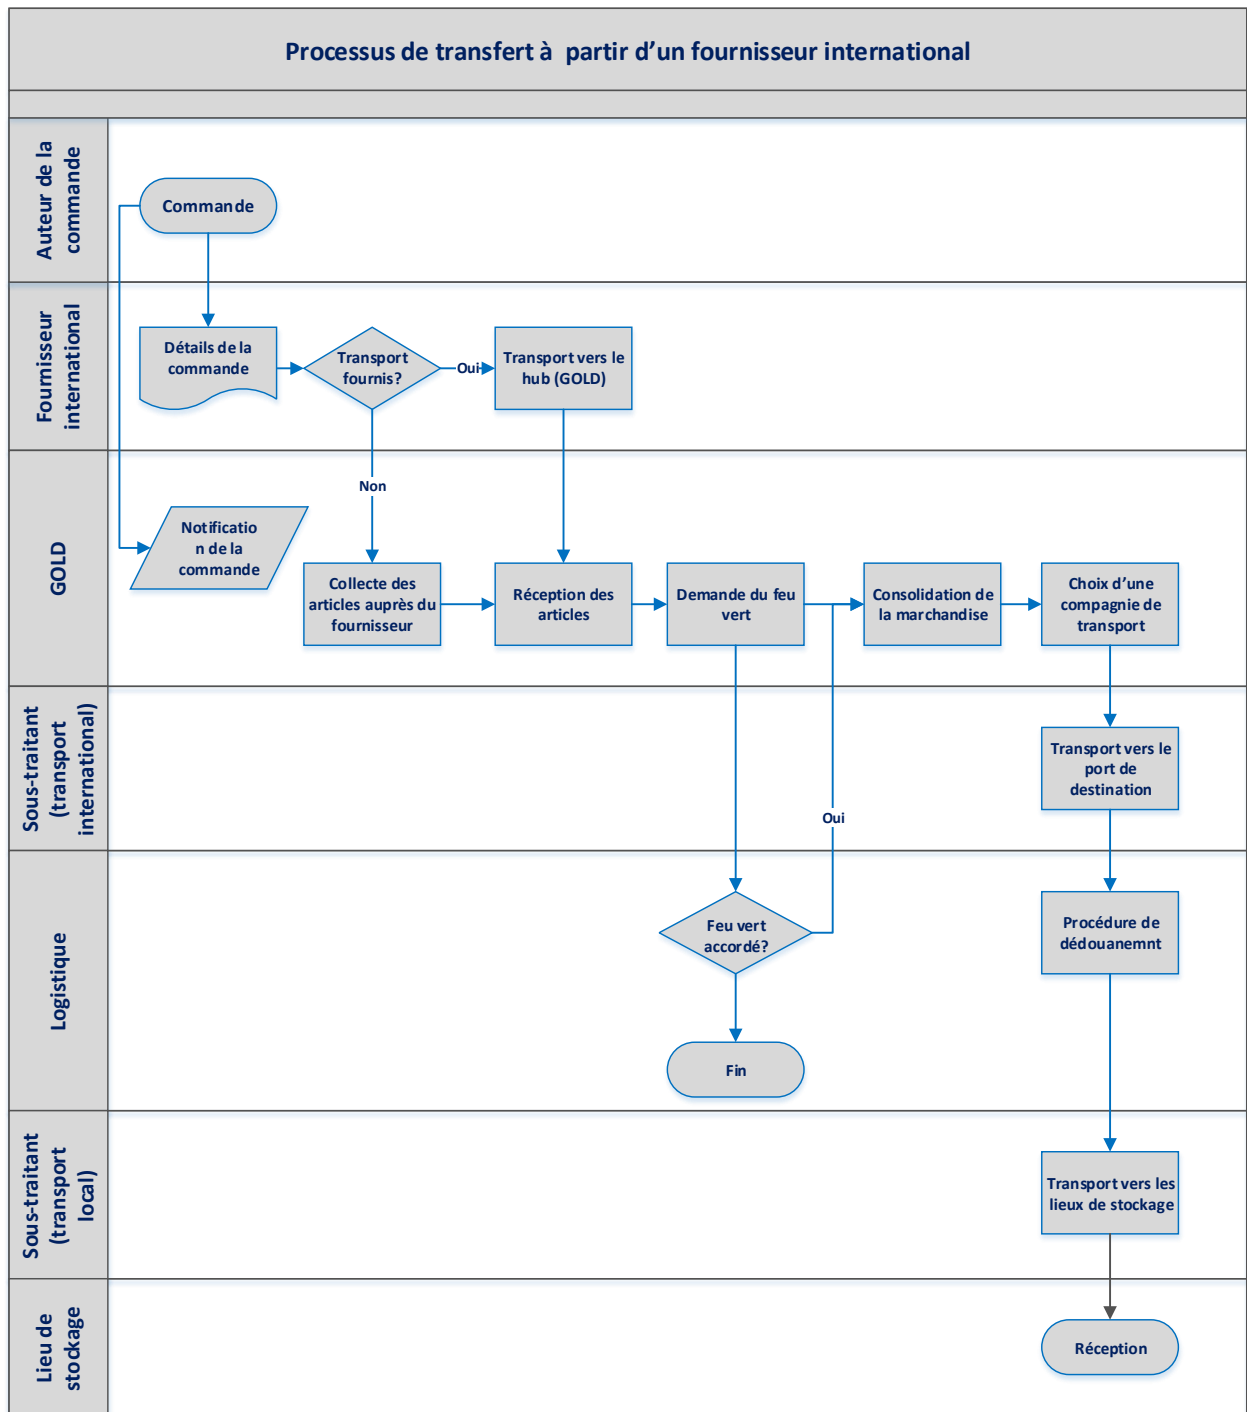 Processus de transfert à  partir d’un fournisseur international
Auteur de la
commande
Commande
Fournisseur
international
Détails de la
commande
Transport
fournis?
Oui
Transport vers le
hub (GOLD)
GOLD
Non
Notificatio
n de la
commande
Collecte des
articles auprès du
fournisseur
Réception des
articles
Demande du feu
vert
Consolidation de
la marchandise
Choix d’une
compagnie de
transport
Sous-traitant
(transport
international)
Transport vers le
port de
destination
Oui
Logistique
Feu vert
accordé?
Procédure de
dédouanemnt
Fin
Sous-traitant
(transport
local)
Transport vers les
lieux de stockage
Lieu de
stockage
Réception